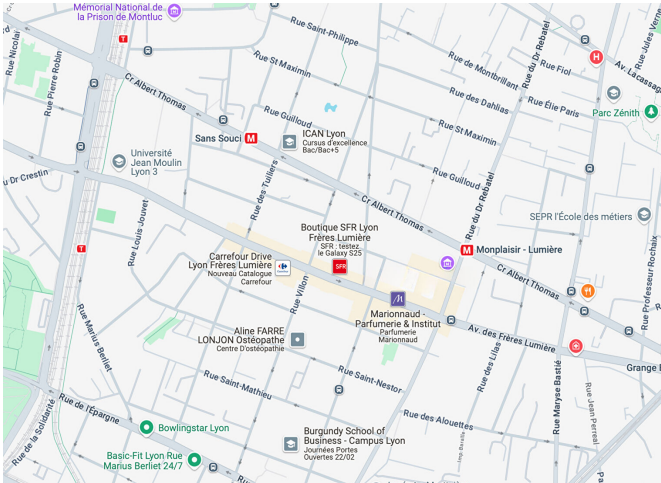 Mémorial National de
la Prison de Montluc
T
Rue Saint-Philippe
Rue du Dr Rebatel
Rue Jules Verne
Rue Nicolaï
Rue Pierre Robin
Rue St Maximin
Rue de Montbrillant
Rue Fiol
H
Av. Lacassag
Cr Albert Thomas
Rue des Dahlias
Rue Élie Paris
Parc Zénith
Rue Guilloud
Rue St Maximin
Sans Souci
M
ICAN Lyon
Cursus d'excellence
Bac/Bac+5
Université
Jean Moulin
Lyon 3
u Dr Crestin
Rue des Tuiliers
Rue Guilloud
Rue du Dr Rebatel
Cr Albert Thomas
SEPR l'École des métiers
Rue Louis Jouvet
Boutique SFR Lyon
Frères Lumière
SFR : testez
le Galaxy S25
SFR
T
M
Monplaisir - Lumière
Carrefour Drive
Lyon Frères Lumière
Nouveau Catalogue
Carrefour
Rue Professeur Rochaix
Rue Villon
Cr Albert Thomas
M
Marionnaud -
Parfumerie & Institut
Parfumerie
Marionnaud
Rue Marius Berliet
Aline FARRE
LONJON Ostéopathe
Centre D'ostéopathie
Av. des Frères Lumière
Rue des Lilas
Grange R
Rue Saint-Mathieu
Rue Saint-Nestor
Rue Maryse Bastié
Rue Jean Perréal
Rue de l'Épargne
Rue de la Solidarité
Rue des Alouettes
Bowlingstar Lyon
Burgundy School of
Business - Campus Lyon
Journées Portes
Ouvertes 22/02
Basic-Fit Lyon Rue
Marius Berliet 24/7